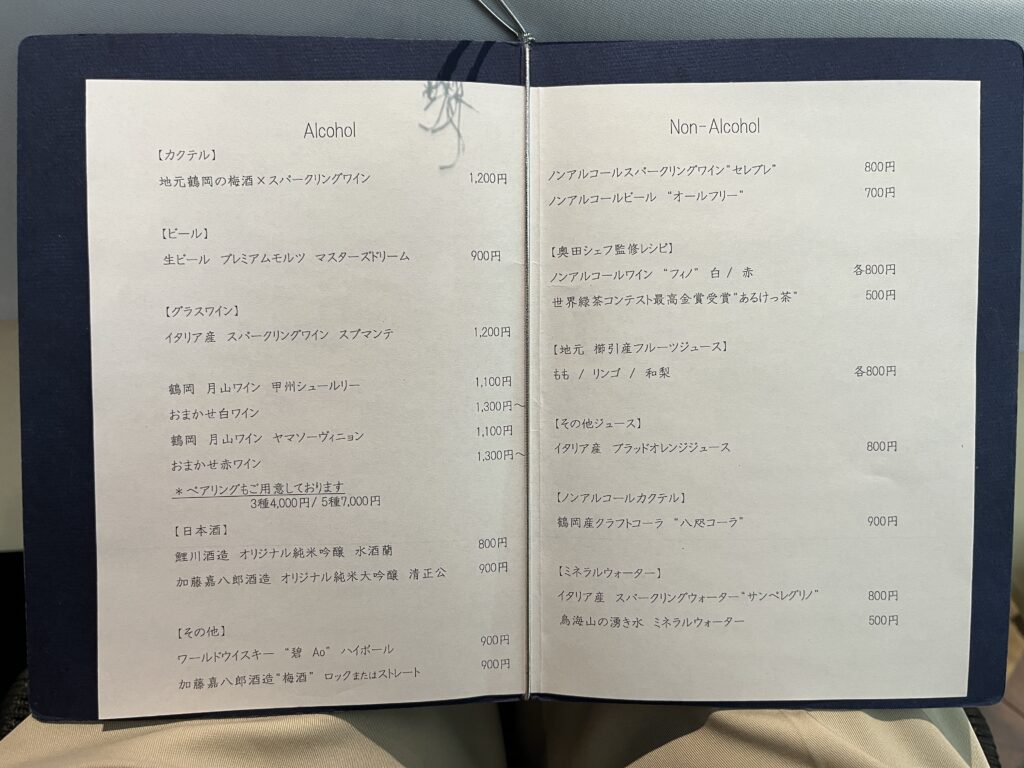 Alcohol
【カクテル】
地元鶴岡の梅酒×スパークリングワイン 1,200円
【ビール】
生ビール プレミアムモルツ マスターズドリーム 900円
【グラスワイン】
イタリア産 スパークリングワイン スプマンテ 1,200円
鶴岡 月山ワイン 甲州シュールリー 1,100円
おまかせ白ワイン 1,300円～
鶴岡 月山ワイン ヤマソーヴィニョン 1,100円
おまかせ赤ワイン 1,300円～
＊ペアリングもご用意しております
3種4,000円/ 5種7,000円
【日本酒】
鯉川酒造 オリジナル純米吟醸 水酒蘭 800円
加藤嘉八郎酒造 オリジナル純米大吟醸 清正公 900円
【その他】
ワールドウイスキー “碧 Ao” ハイボール 900円
加藤嘉八郎酒造“梅酒” ロックまたはストレート 900円
Non-Alcohol
ノンアルコールスパークリングワイン“セレブレ” 800円
ノンアルコールビール “オールフリー” 700円
【奥田シェフ監修レシピ】
ノンアルコールワイン “フィノ” 白 / 赤 各800円
世界緑茶コンテスト最高金賞受賞“あるけっ茶” 500円
【地元 櫛引産フルーツジュース】
もも / リンゴ / 和梨 各800円
【その他ジュース】
イタリア産 ブラッドオレンジジュース 800円
【ノンアルコールカクテル】
鶴岡産クラフトコーラ “八咫コーラ” 900円
【ミネラルウォーター】
イタリア産 スパークリングウォーター“サンペレグリノ” 800円
鳥海山の湧き水 ミネラルウォーター 500円